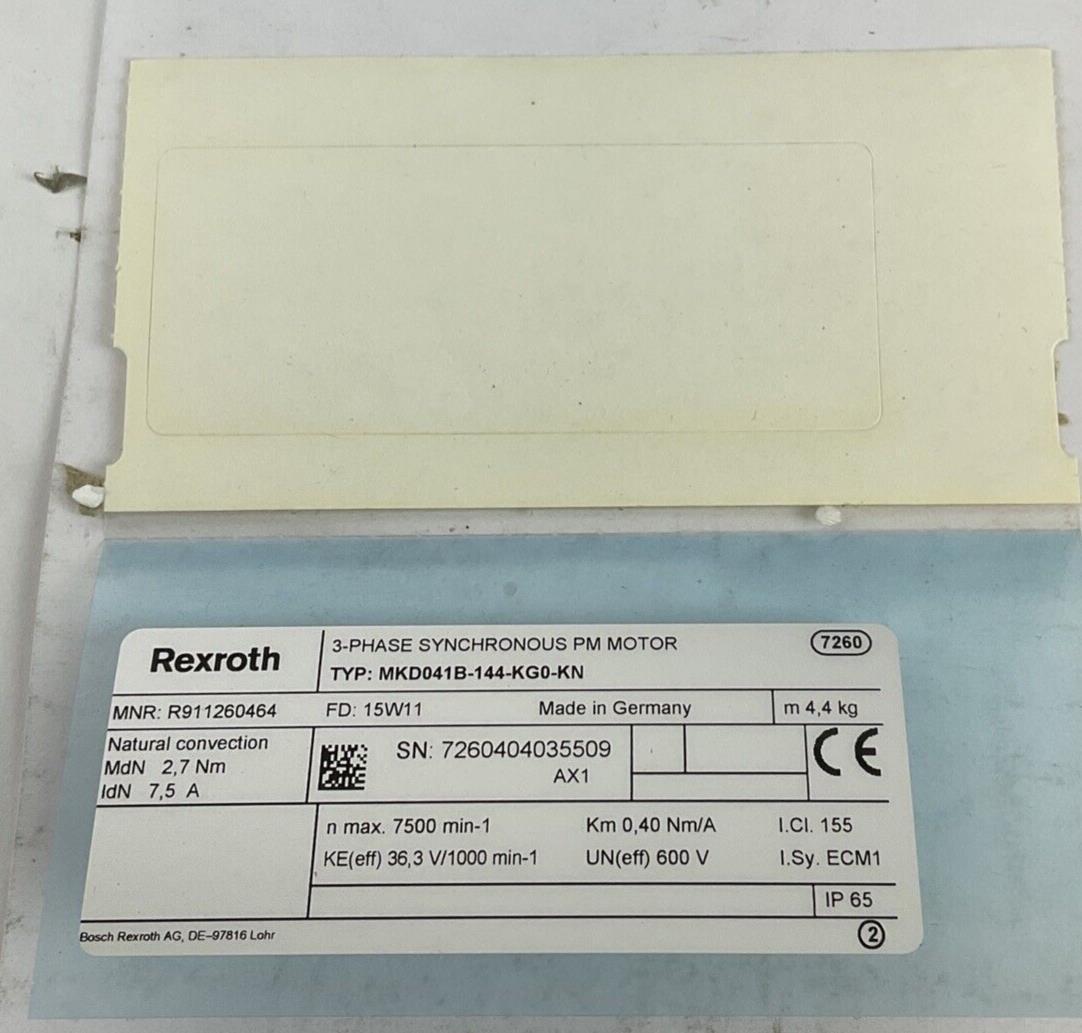 Rexroth
3-PHASE SYNCHRONOUS PM MOTOR
7260
TYP: MKD041B-144-KG0-KN
MNR: R911260464
FD: 15W11
Made in Germany
m 4,4 kg
Natural convection
MdN 2,7 Nm
IdN 7,5 A
SN: 7260404035509
AX1
CE
n max. 7500 min-1
Km 0,40 Nm/A
I.Cl. 155
KE(eff) 36,3 V/1000 min-1
UN(eff) 600 V
I.Sy. ECM1
IP 65
Bosch Rexroth AG, DE–97816 Lohr
2